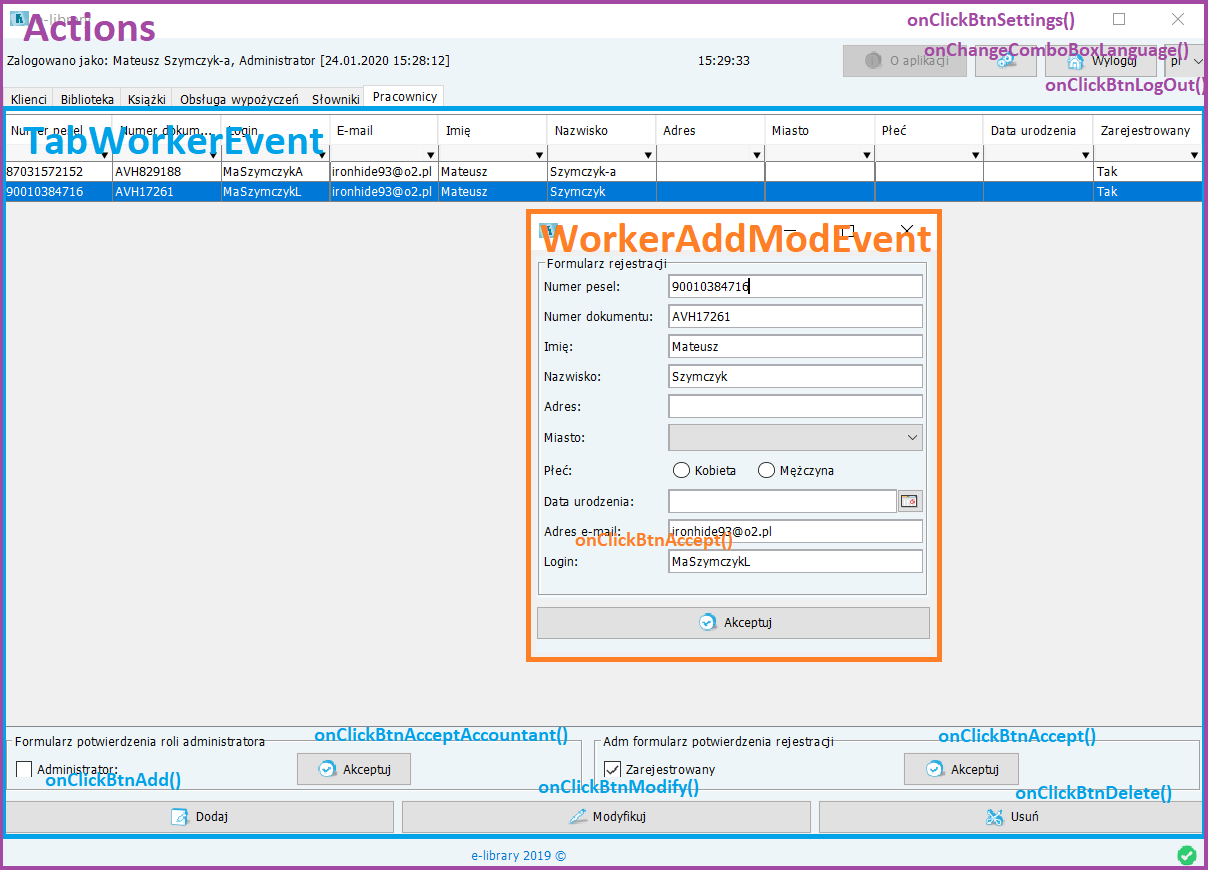 e-library
Actions
onClickBtnSettings()
Zalogowano jako: Mateusz Szymczyk-a, Administrator [24.01.2020 15:28:12]
15:29:33
O aplikacji
onChangeComboBoxLanguage()
Wyloguj
pl
onClickBtnLogOut()
Klienci Biblioteka Książki Obsługa wypożyczeń Słowniki Pracownicy
Numer pesel Numer dokum... Login E-mail Imię Nazwisko Adres Miasto Płeć Data urodzenia Zarejestrowany
TabWorkerEvent
87031572152 AVH829188 MaSzymczykA ironhide93@o2.pl Mateusz Szymczyk-a Tak
90010384716 AVH17261 MaSzymczykL ironhide93@o2.pl Mateusz Szymczyk Tak
WorkerAddModEvent
Formularz rejestracji
Numer pesel: 90010384716
Numer dokumentu: AVH17261
Imię: Mateusz
Nazwisko: Szymczyk
Adres:
Miasto:
Płeć: Kobieta Mężczyzna
Data urodzenia:
Adres e-mail: ironhide93@o2.pl
onClickBtnAccept()
Login: MaSzymczykL
Akceptuj
Formularz potwierdzenia roli administratora
onClickBtnAcceptAccountant()
Administrator:
Akceptuj
Adm formularz potwierdzenia rejestracji
onClickBtnAccept()
Zarejestrowany
Akceptuj
onClickBtnAdd()
onClickBtnModify()
onClickBtnDelete()
Dodaj
Modyfikuj
Usuń
e-library 2019 ©